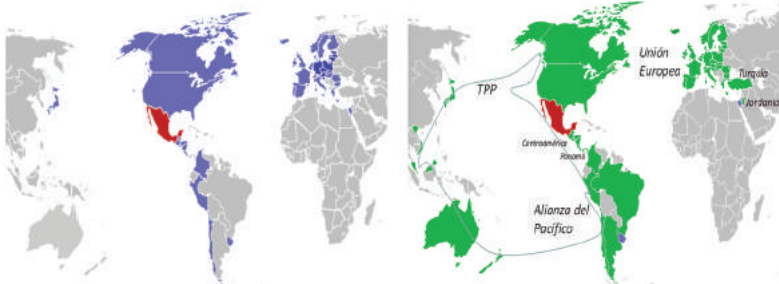 Unión
Europea
Turquía
TPP
Jordania
Centroamérica
Panamá
Alianza del
Pacífico